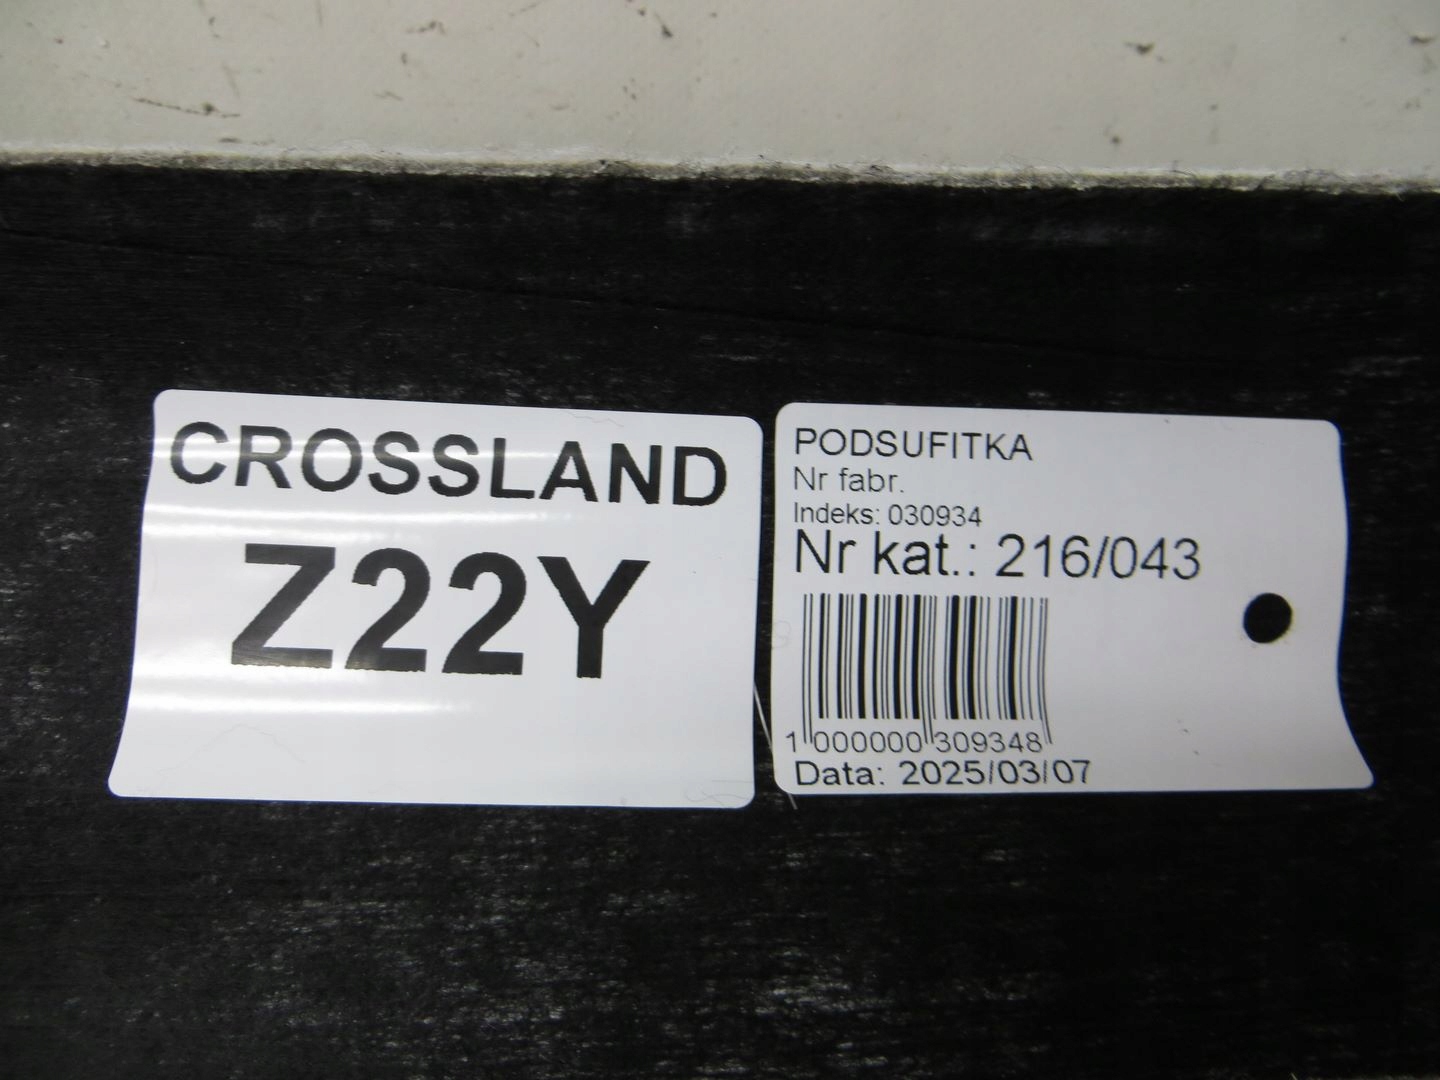 CROSSLAND
Z22Y
PODSUFITKA
Nr fabr.
Indeks: 030934
Nr kat.: 216/043
1 000000 309348
Data: 2025/03/07